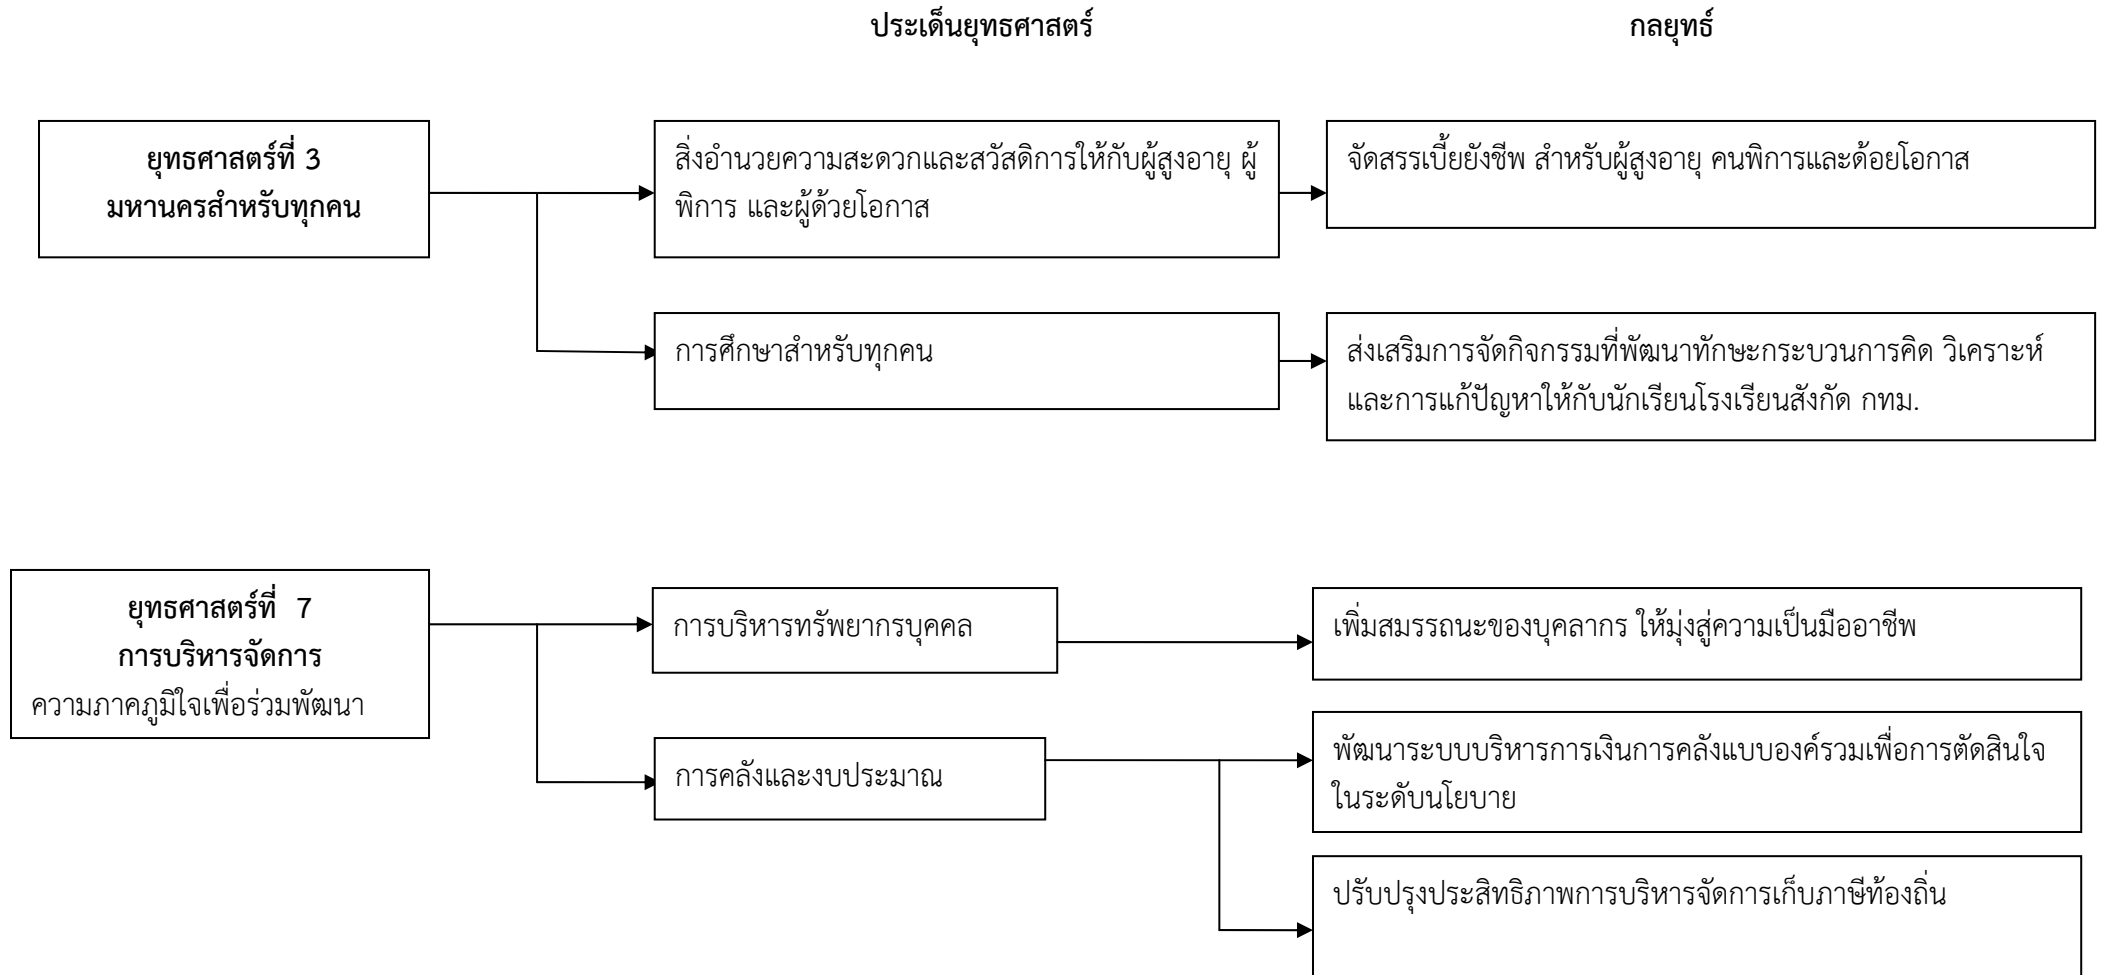 ประเด็นยุทธศาสตร์
กลยุทธ์
ยุทธศาสตร์ที่ 3
มหานครสำหรับทุกคน
สิ่งอำนวยความสะดวกและสวัสดิการให้กับผู้สูงอายุ ผู้
พิการ และผู้ด้วยโอกาส
จัดสรรเบี้ยยังชีพ สำหรับผู้สูงอายุ คนพิการและด้อยโอกาส
การศึกษาสำหรับทุกคน
ส่งเสริมการจัดกิจกรรมที่พัฒนาทักษะกระบวนการคิด วิเคราะห์
และการแก้ปัญหาให้กับนักเรียนโรงเรียนสังกัด กทม.
ยุทธศาสตร์ที่ 7
การบริหารจัดการ
ความภาคภูมิใจเพื่อร่วมพัฒนา
การบริหารทรัพยากรบุคคล
เพิ่มสมรรถนะของบุคลากร ให้มุ่งสู่ความเป็นมืออาชีพ
การคลังและงบประมาณ
พัฒนาระบบบริหารการเงินการคลังแบบองค์รวมเพื่อการตัดสินใจ
ในระดับนโยบาย
ปรับปรุงประสิทธิภาพการบริหารจัดการเก็บภาษีท้องถิ่น